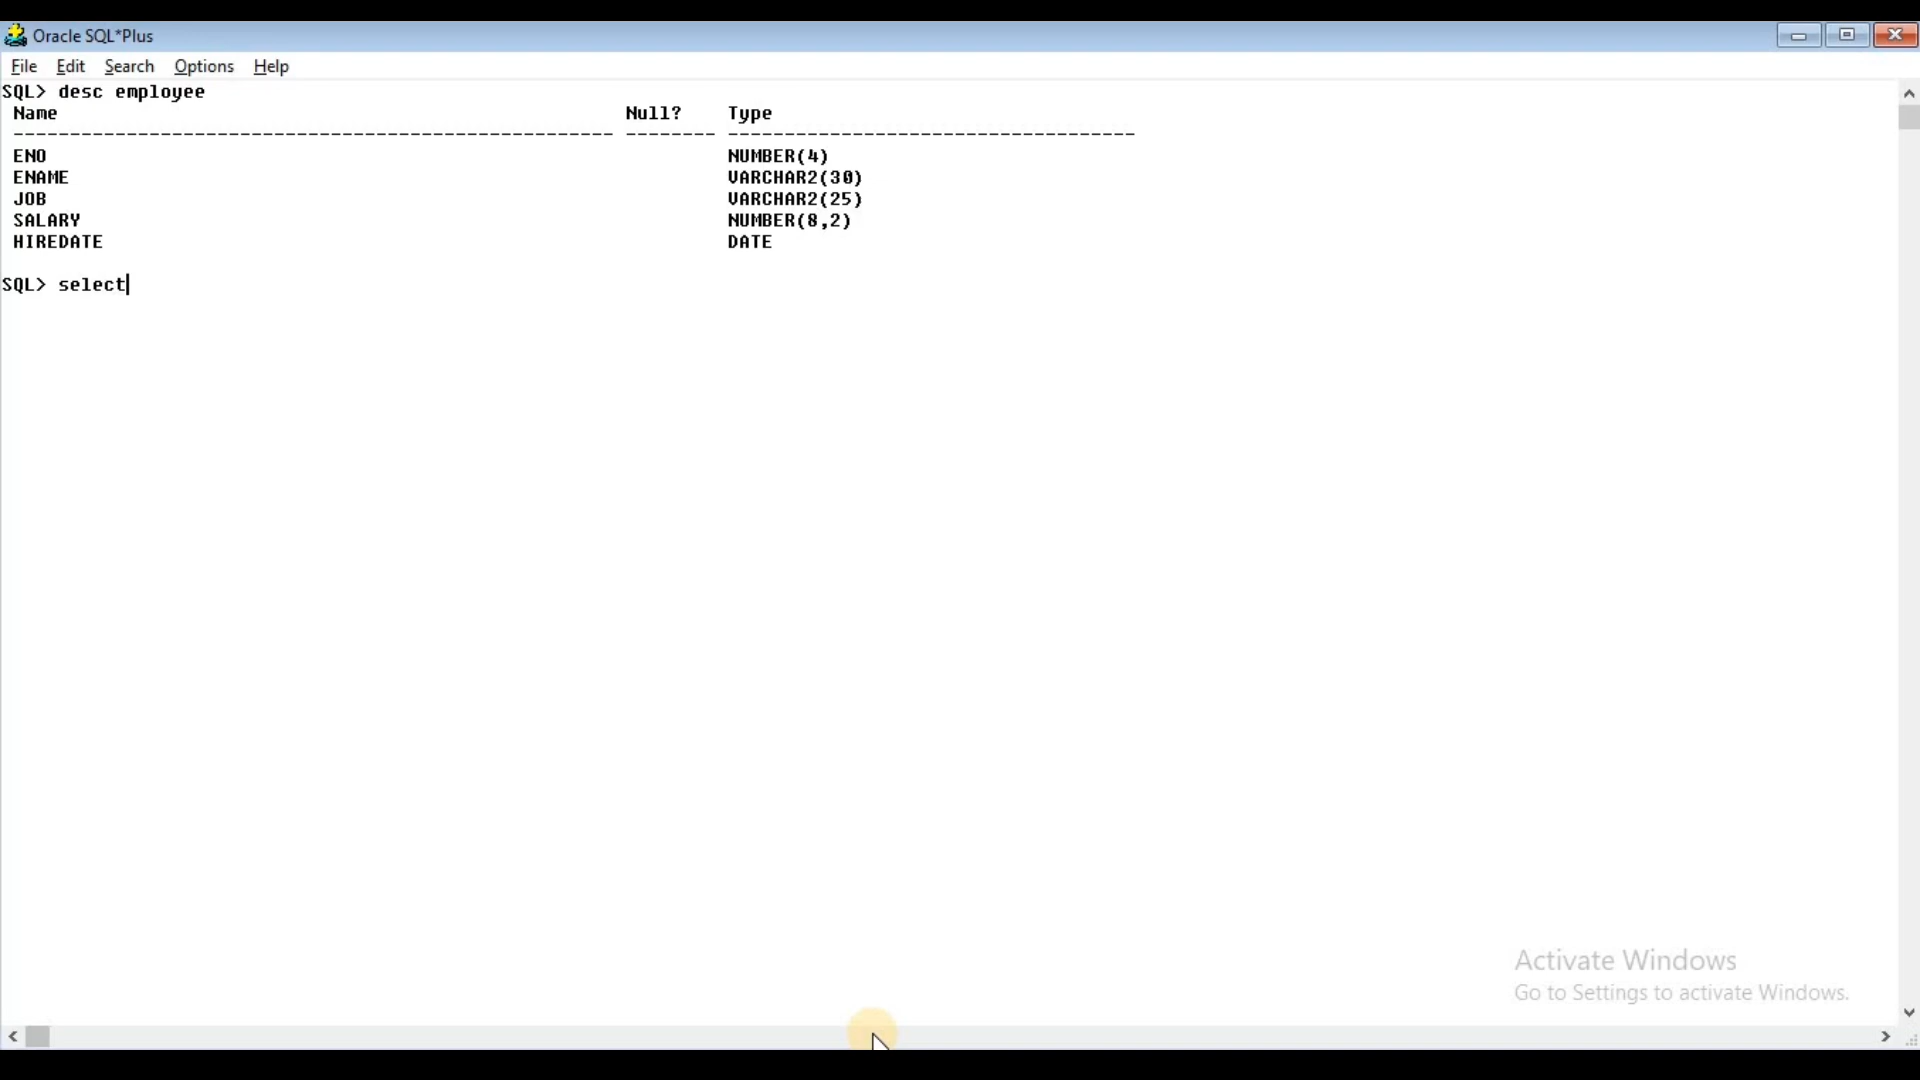 Oracle SQL*Plus
File Edit Search Options Help
SQL> desc employee
Name Null? Type
----------------------------------------------------- -------- ------------------------------------
ENO NUMBER(4)
ENAME VARCHAR2(30)
JOB VARCHAR2(25)
SALARY NUMBER(8,2)
HIREDATE DATE
SQL> select
Activate Windows
Go to Settings to activate Windows.